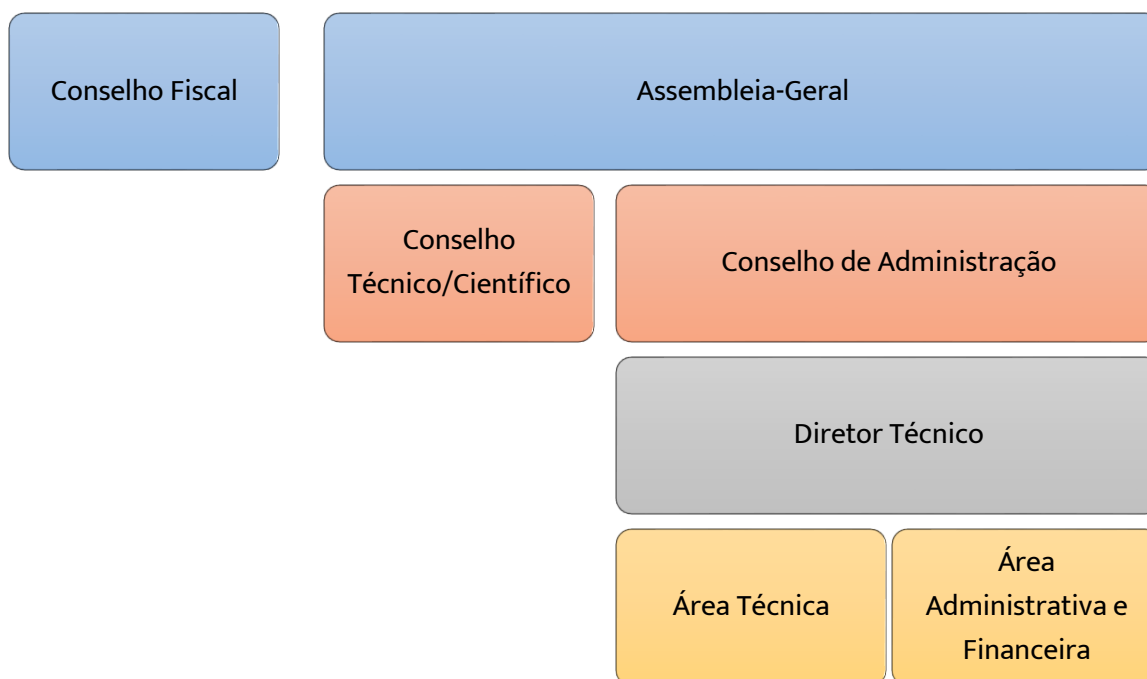 Conselho Fiscal
Assembleia-Geral
Conselho
Técnico/Científico
Conselho de Administração
Diretor Técnico
Área Técnica
Área
Administrativa e
Financeira